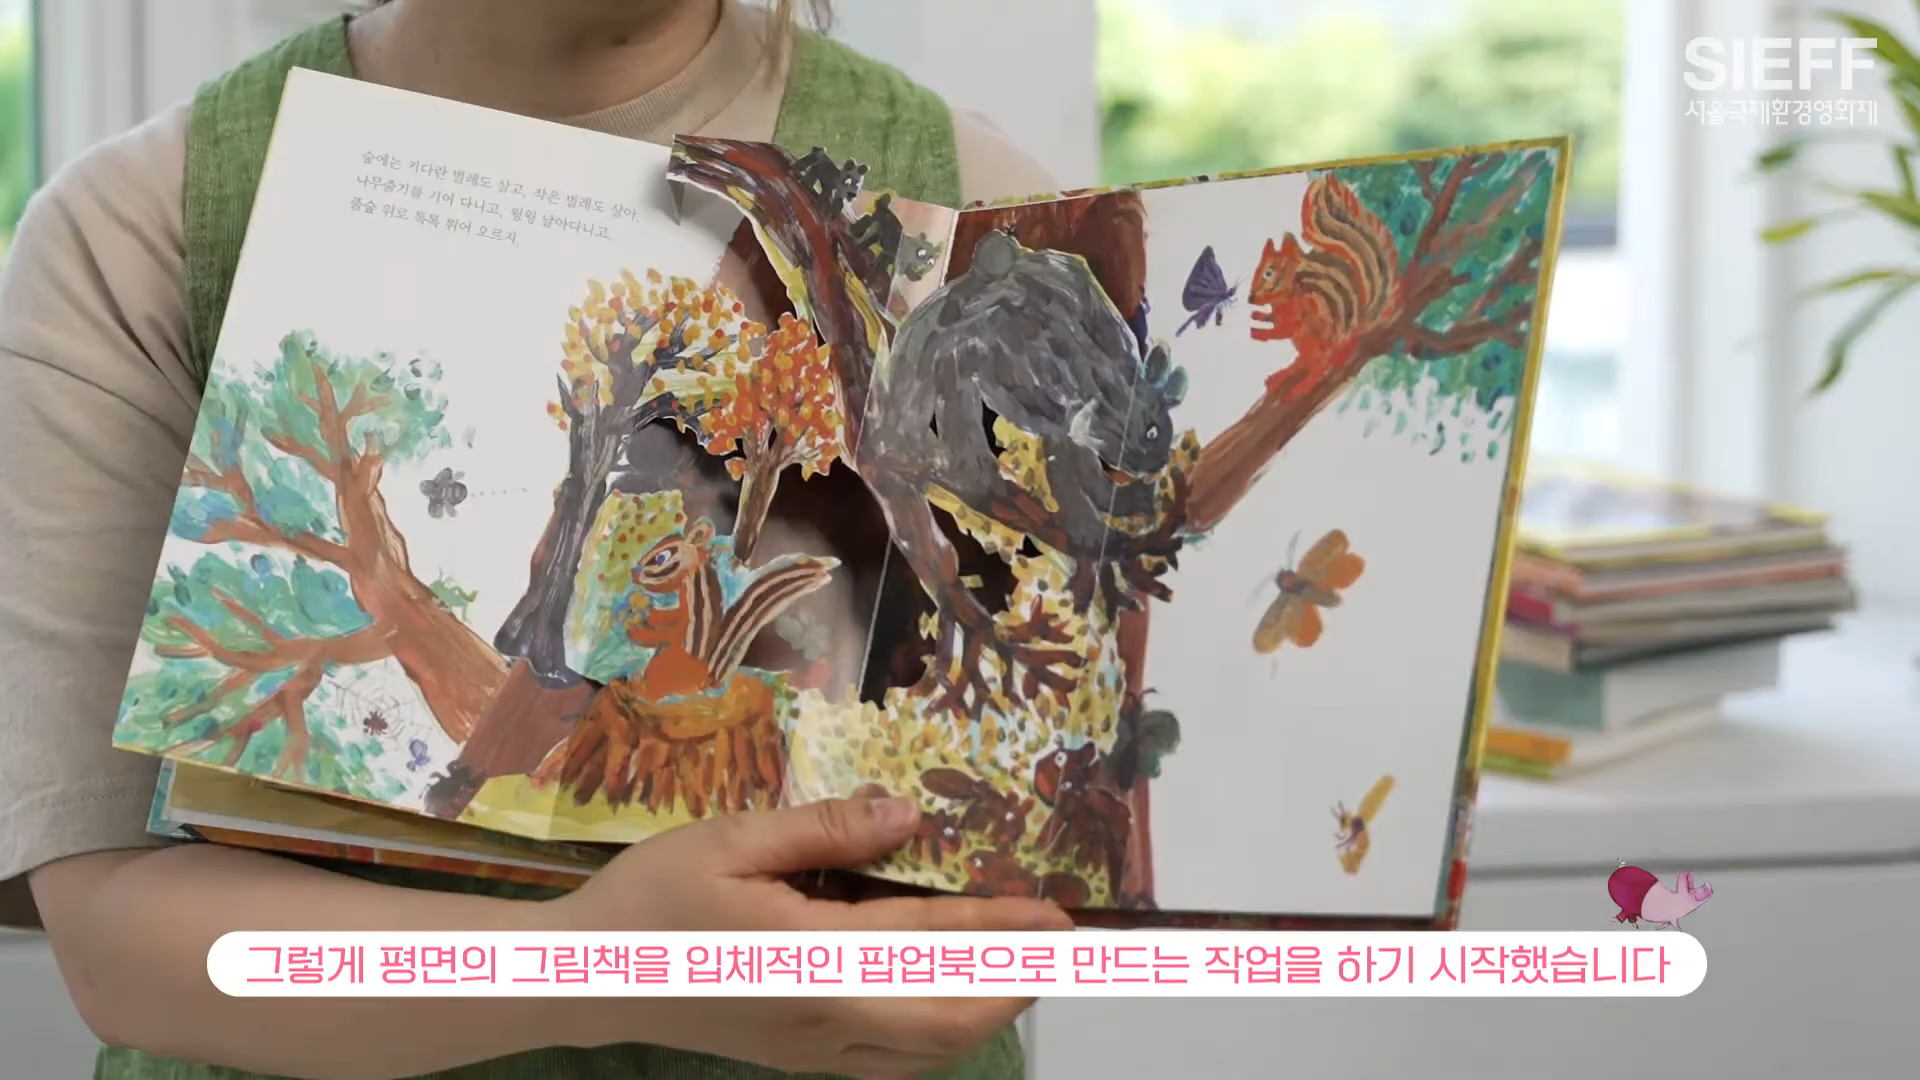 SIEFF
서울국제환경영화제
숲에는 키다란 벌레도 살고, 작은 벌레도 살아.
나무줄기를 기어 다니고, 윙윙 날아다니고,
풀숲 위로 톡톡 뛰어 오르지.
그렇게 평면의 그림책을 입체적인 팝업북으로 만드는 작업을 하기 시작했습니다